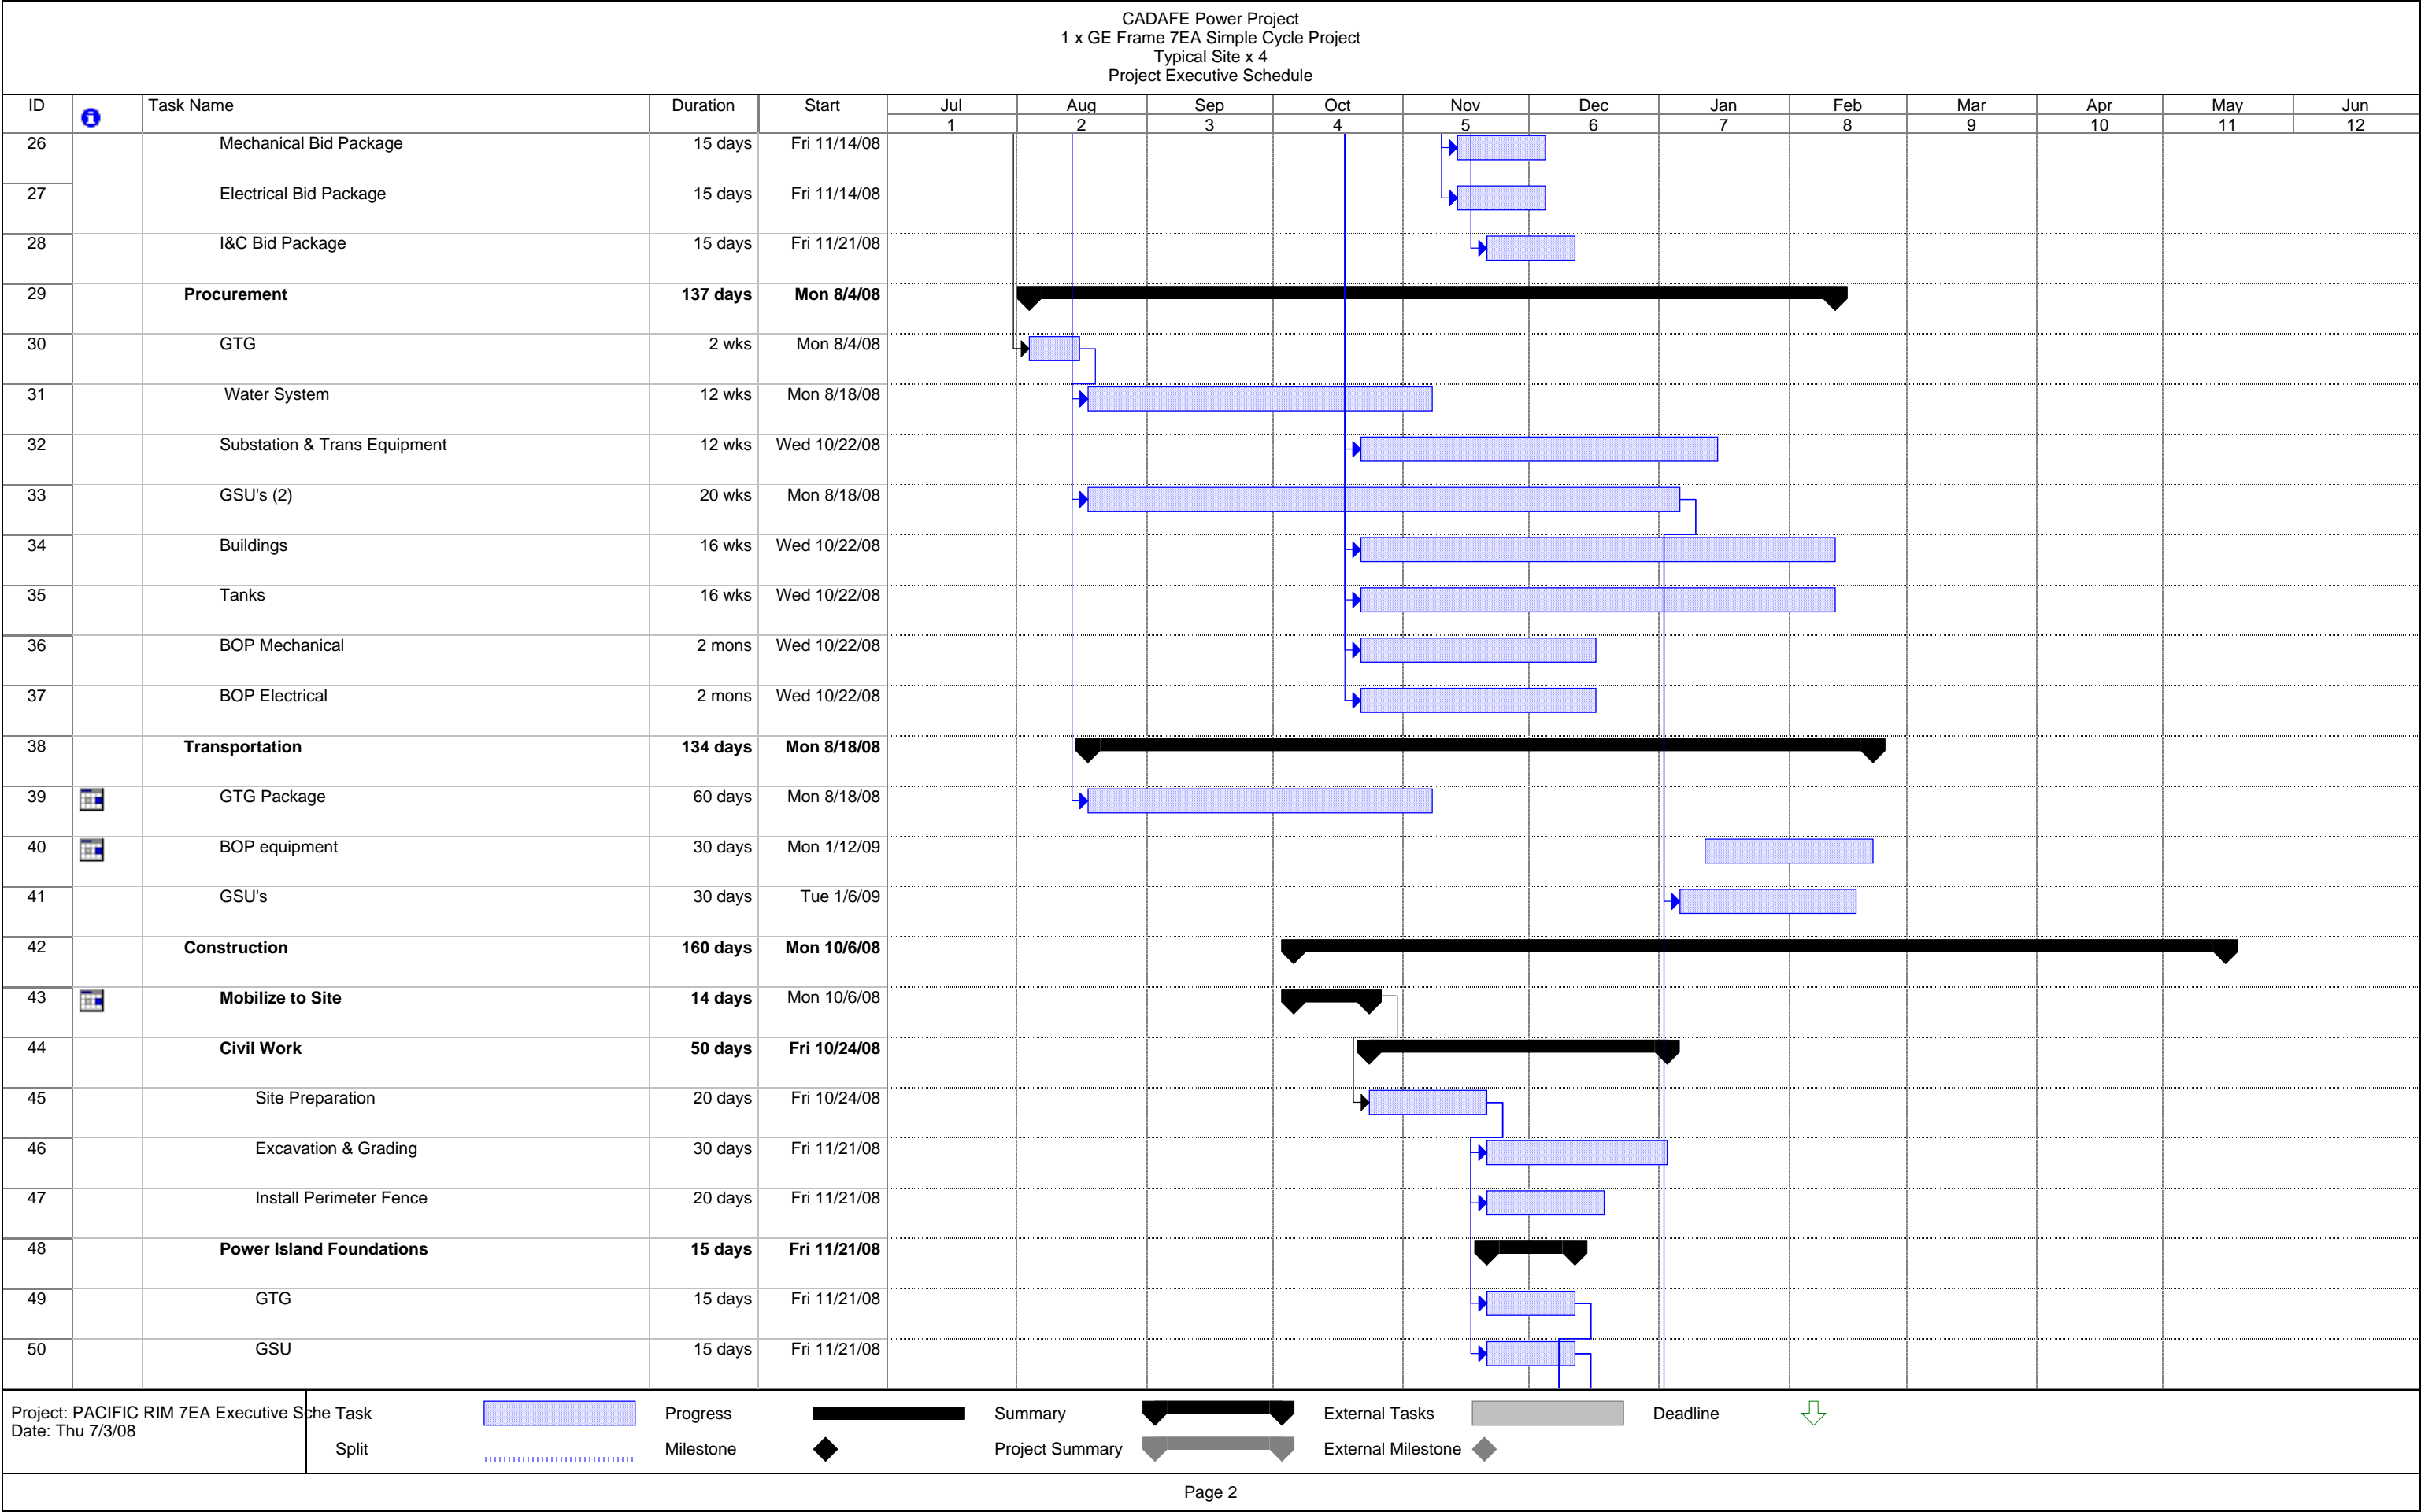 CADAFE Power Project
1 x GE Frame 7EA Simple Cycle Project
Typical Site x 4
Project Executive Schedule
ID Task Name Duration Start Jul Aug Sep Oct Nov Dec Jan Feb Mar Apr May Jun
1 2 3 4 5 6 7 8 9 10 11 12
26 Mechanical Bid Package 15 days Fri 11/14/08
27 Electrical Bid Package 15 days Fri 11/14/08
28 I&C Bid Package 15 days Fri 11/21/08
29 Procurement 137 days Mon 8/4/08
30 GTG 2 wks Mon 8/4/08
31 Water System 12 wks Mon 8/18/08
32 Substation & Trans Equipment 12 wks Wed 10/22/08
33 GSU's (2) 20 wks Mon 8/18/08
34 Buildings 16 wks Wed 10/22/08
35 Tanks 16 wks Wed 10/22/08
36 BOP Mechanical 2 mons Wed 10/22/08
37 BOP Electrical 2 mons Wed 10/22/08
38 Transportation 134 days Mon 8/18/08
39 GTG Package 60 days Mon 8/18/08
40 BOP equipment 30 days Mon 1/12/09
41 GSU's 30 days Tue 1/6/09
42 Construction 160 days Mon 10/6/08
43 Mobilize to Site 14 days Mon 10/6/08
44 Civil Work 50 days Fri 10/24/08
45 Site Preparation 20 days Fri 10/24/08
46 Excavation & Grading 30 days Fri 11/21/08
47 Install Perimeter Fence 20 days Fri 11/21/08
48 Power Island Foundations 15 days Fri 11/21/08
49 GTG 15 days Fri 11/21/08
50 GSU 15 days Fri 11/21/08
Project: PACIFIC RIM 7EA Executive Sche Task Progress Summary External Tasks Deadline
Date: Thu 7/3/08
Split Milestone Project Summary External Milestone
Page 2